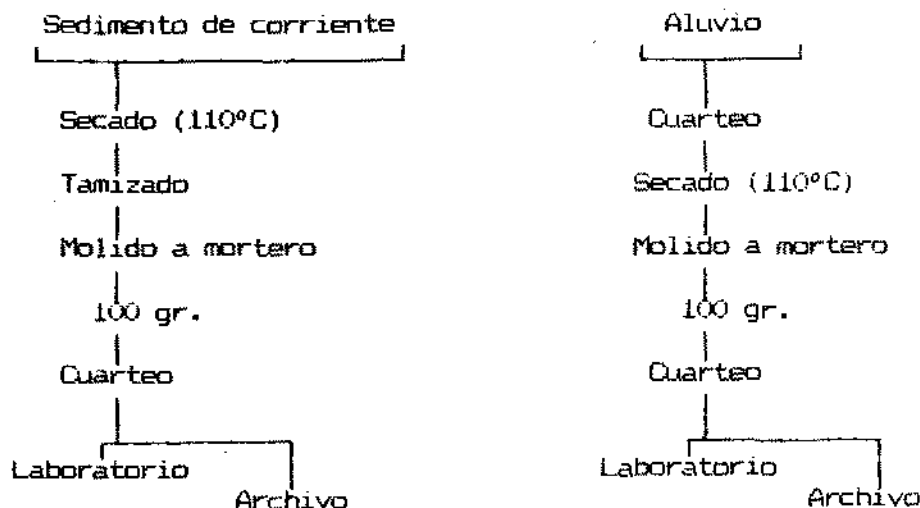 Sedimento de corriente
Secado (110ºC)
Tamizado
Molido a mortero
100 gr.
Cuarteo
Laboratorio
Archivo
Aluvio
Cuarteo
Secado (110ºC)
Molido a mortero
100 gr.
Cuarteo
Laboratorio
Archivo